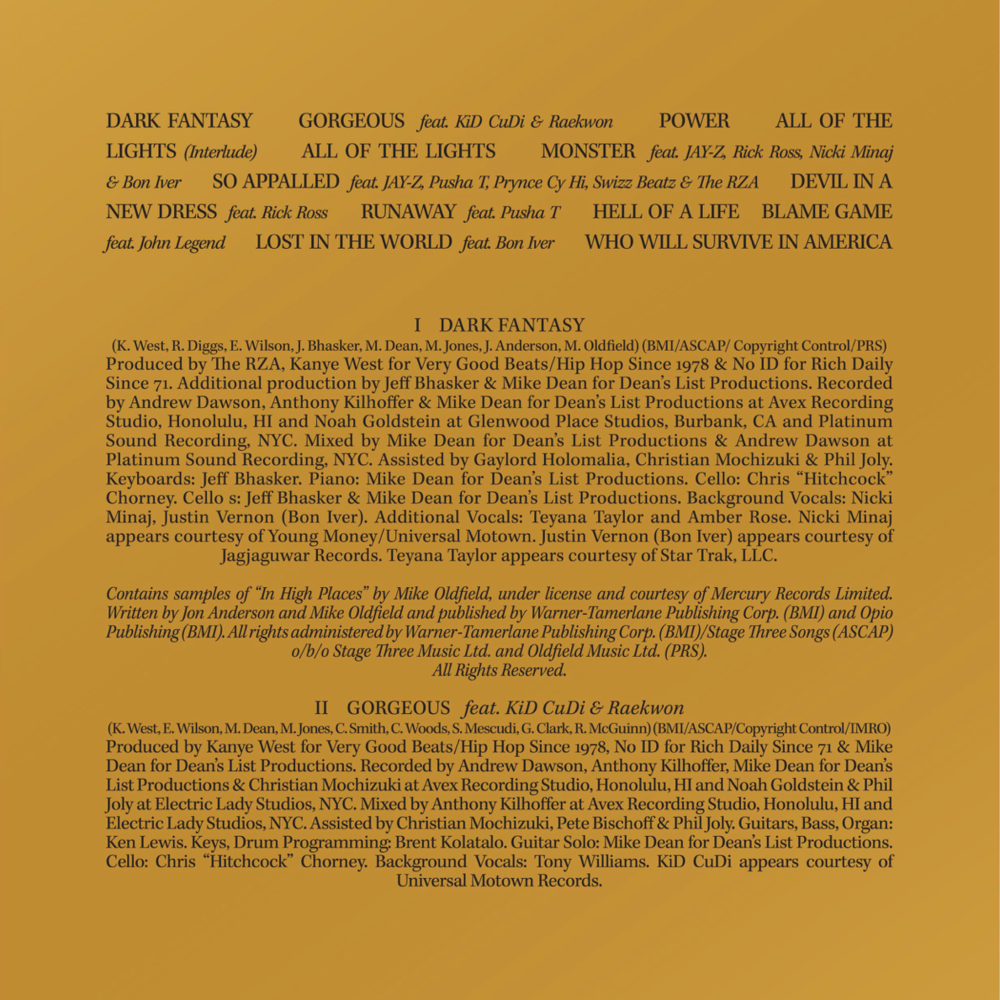 DARK FANTASY GORGEOUS feat. KiD CuDi & Raekwon POWER ALL OF THE
LIGHTS (Interlude) ALL OF THE LIGHTS MONSTER feat. JAY-Z, Rick Ross, Nicki Minaj
& Bon Iver SO APPALLED feat. JAY-Z, Pusha T, Prynce Cy Hi, Swizz Beatz & The RZA DEVIL IN A
NEW DRESS feat. Rick Ross RUNAWAY feat. Pusha T HELL OF A LIFE BLAME GAME
feat. John Legend LOST IN THE WORLD feat. Bon Iver WHO WILL SURVIVE IN AMERICA
I DARK FANTASY
(K. West, R. Diggs, E. Wilson, J. Bhasker, M. Dean, M. Jones, J. Anderson, M. Oldfield) (BMI/ASCAP/ Copyright Control/PRS)
Produced by The RZA, Kanye West for Very Good Beats/Hip Hop Since 1978 & No ID for Rich Daily
Since 71. Additional production by Jeff Bhasker & Mike Dean for Dean's List Productions. Recorded
by Andrew Dawson, Anthony Kilhoffer & Mike Dean for Dean's List Productions at Avex Recording
Studio, Honolulu, HI and Noah Goldstein at Glenwood Place Studios, Burbank, CA and Platinum
Sound Recording, NYC. Mixed by Mike Dean for Dean's List Productions & Andrew Dawson at
Platinum Sound Recording, NYC. Assisted by Gaylord Holomalia, Christian Mochizuki & Phil Joly.
Keyboards: Jeff Bhasker. Piano: Mike Dean for Dean's List Productions. Cello: Chris “Hitchcock”
Chorney. Cello s: Jeff Bhasker & Mike Dean for Dean's List Productions. Background Vocals: Nicki
Minaj, Justin Vernon (Bon Iver). Additional Vocals: Teyana Taylor and Amber Rose. Nicki Minaj
appears courtesy of Young Money/Universal Motown. Justin Vernon (Bon Iver) appears courtesy of
Jagjaguwar Records. Teyana Taylor appears courtesy of Star Trak, LLC.
Contains samples of “In High Places” by Mike Oldfield, under license and courtesy of Mercury Records Limited.
Written by Jon Anderson and Mike Oldfield and published by Warner-Tamerlane Publishing Corp. (BMI) and Opio
Publishing (BMI). All rights administered by Warner-Tamerlane Publishing Corp. (BMI)/Stage Three Songs (ASCAP)
o/b/o Stage Three Music Ltd. and Oldfield Music Ltd. (PRS).
All Rights Reserved.
II GORGEOUS feat. KiD CuDi & Raekwon
(K. West, E. Wilson, M. Dean, M. Jones, C. Smith, C. Woods, S. Mescudi, G. Clark, R. McGuinn) (BMI/ASCAP/Copyright Control/IMRO)
Produced by Kanye West for Very Good Beats/Hip Hop Since 1978, No ID for Rich Daily Since 71 & Mike
Dean for Dean's List Productions. Recorded by Andrew Dawson, Anthony Kilhoffer, Mike Dean for Dean's
List Productions & Christian Mochizuki at Avex Recording Studio, Honolulu, HI and Noah Goldstein & Phil
Joly at Electric Lady Studios, NYC. Mixed by Anthony Kilhoffer at Avex Recording Studio, Honolulu, HI and
Electric Lady Studios, NYC. Assisted by Christian Mochizuki, Pete Bischoff & Phil Joly. Guitars, Bass, Organ:
Ken Lewis. Keys, Drum Programming: Brent Kolatalo. Guitar Solo: Mike Dean for Dean's List Productions.
Cello: Chris “Hitchcock” Chorney. Background Vocals: Tony Williams. KiD CuDi appears courtesy of
Universal Motown Records.